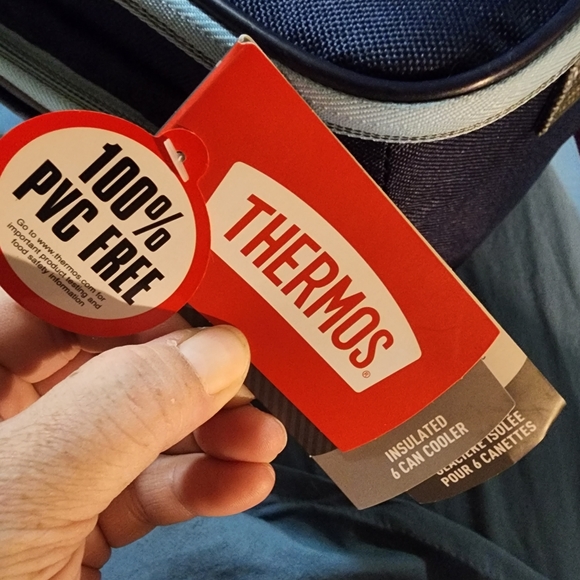 100%
PVC FREE
Go to www.thermos.com for
important product testing and
food safety information
THERMOS®
INSULATED
6 CAN COOLER
GLACIÈRE ISOLÉE
POUR 6 CANETTES